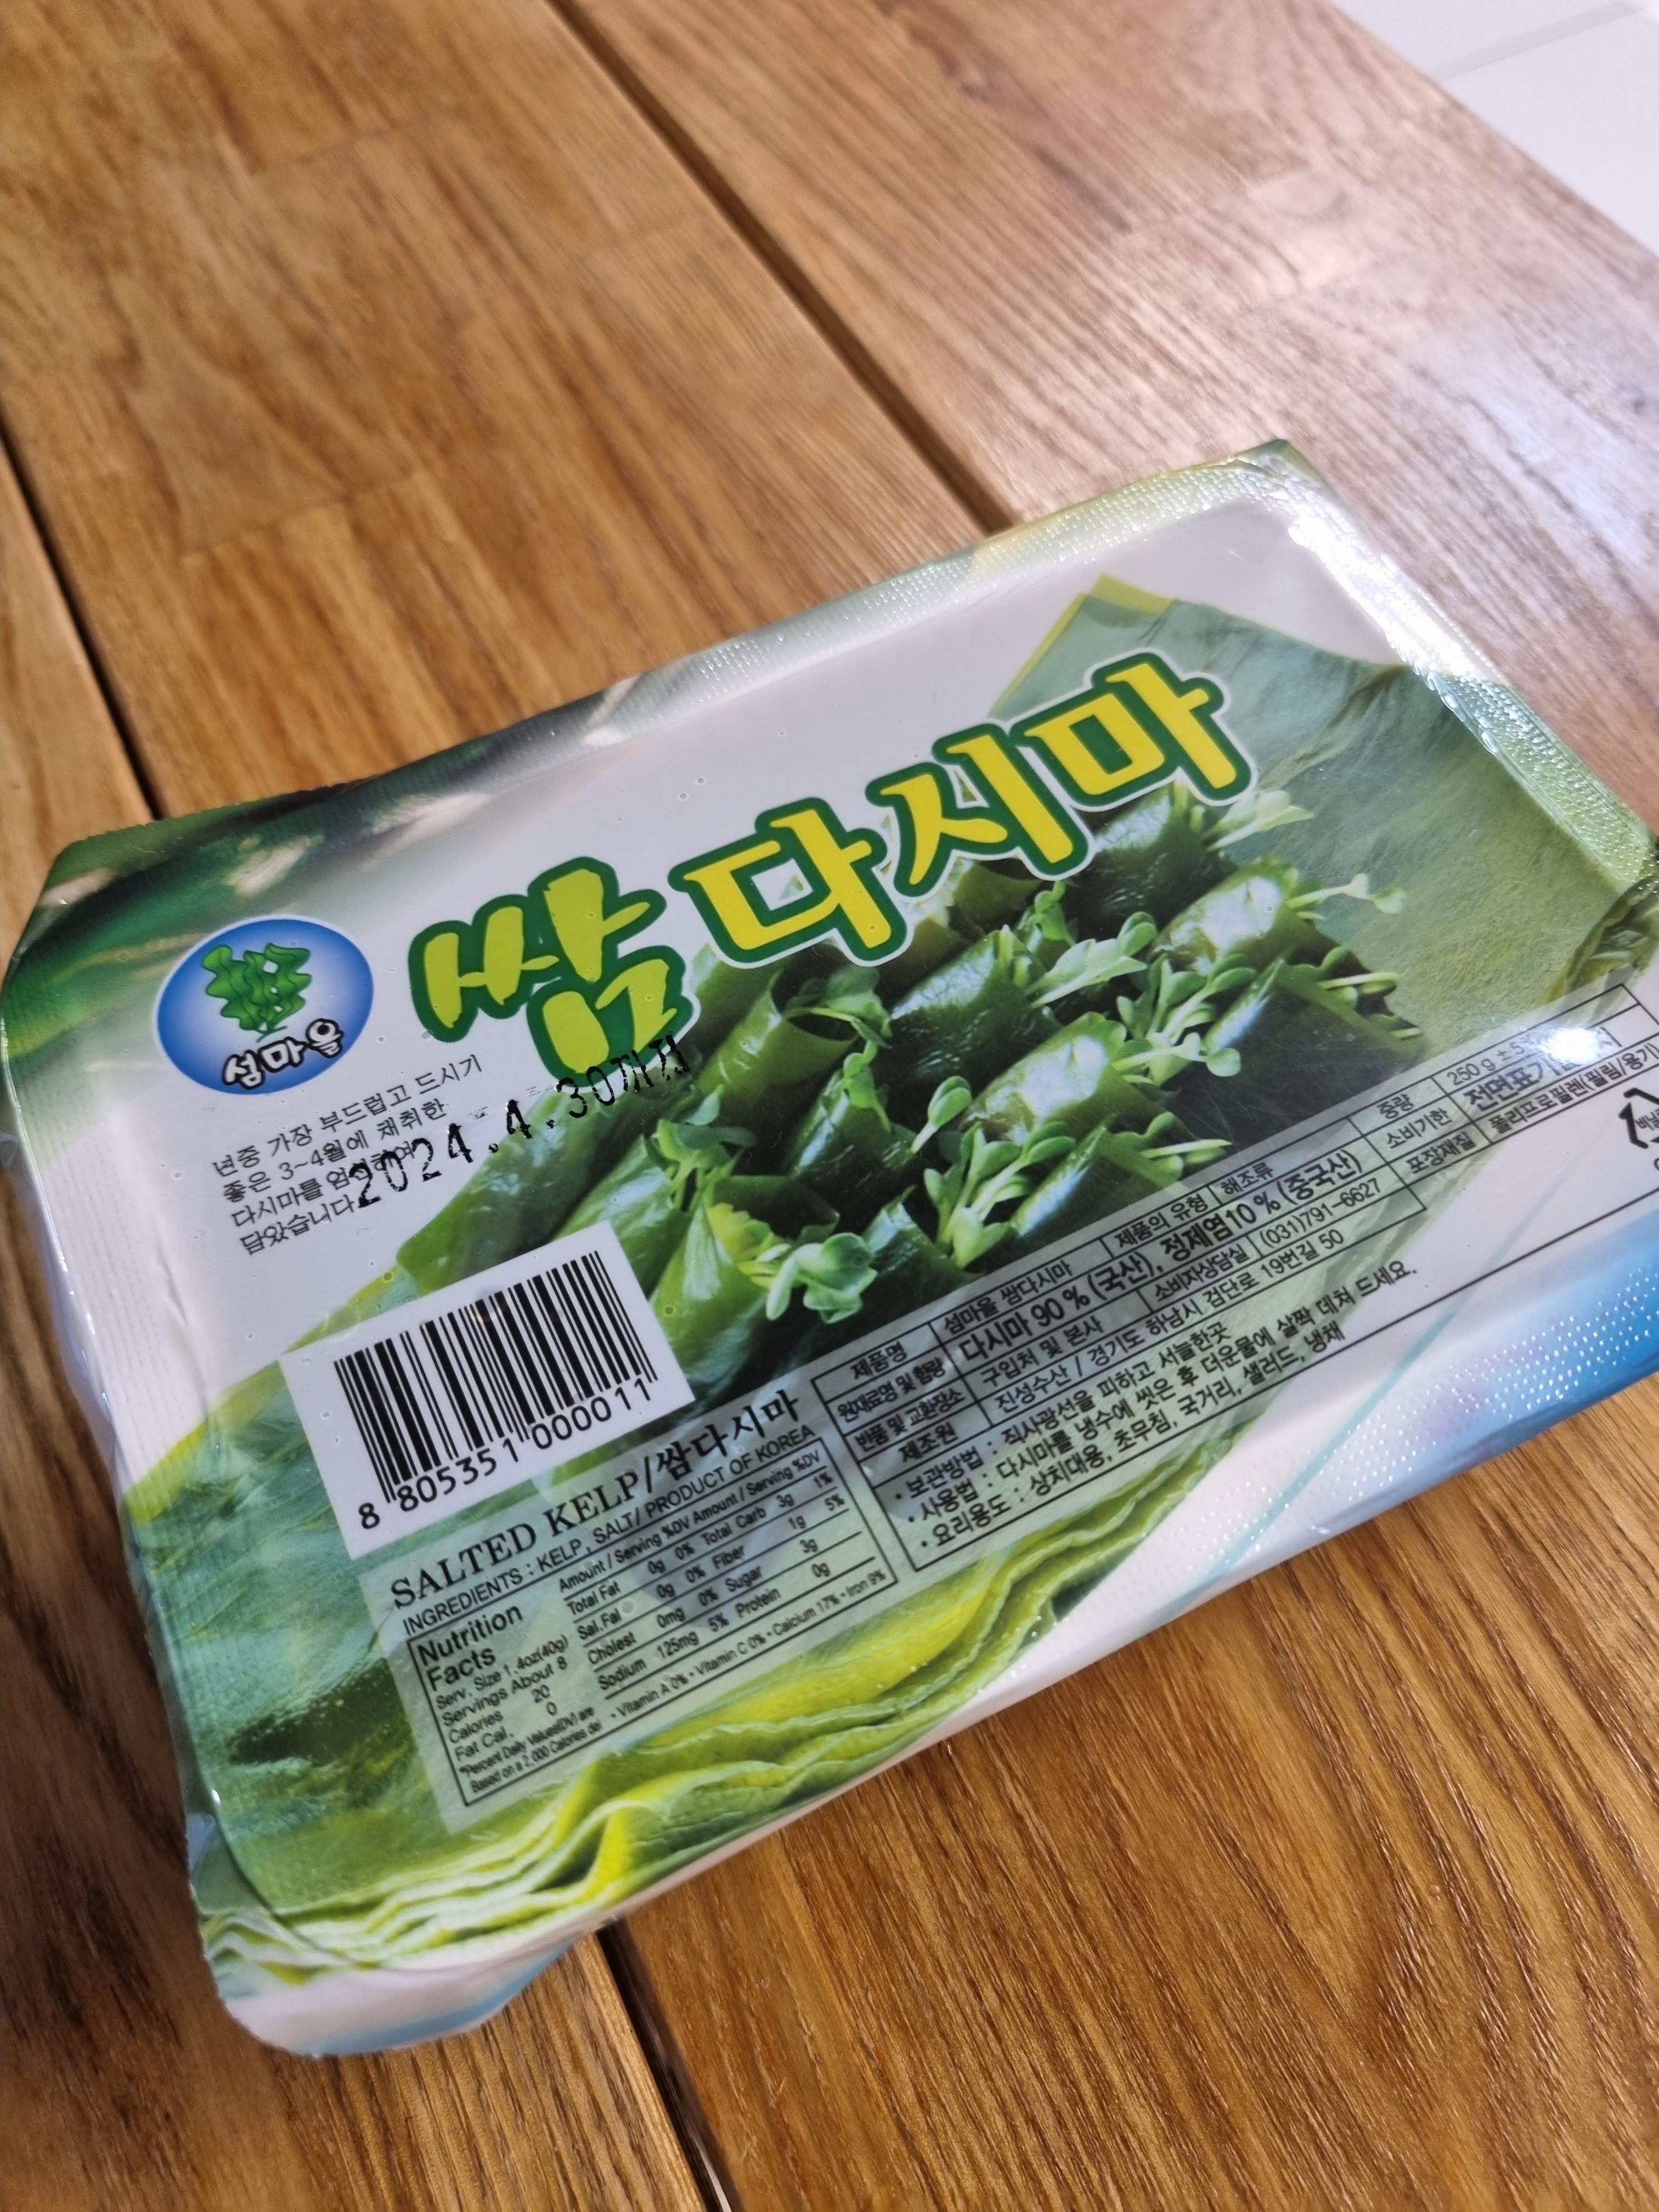 쌈다시마
섬마을
년중 가장 부드럽고 드시기
좋은 3~4월에 채취한
다시마를
담았습니다
2024.4.30까지
8 805351 000011
SALTED KELP/쌈다시마
INGREDIENTS : KELP, SALT/ PRODUCT OF KOREA
Nutrition
Facts
Serv. Size 1.4oz(40g)
Servings About 8
Calories 20
Fat Cal. 0
*Percent Daily Values(DV) are
Based on a 2,000 Calories diet
Amount / Serving %DV Amount / Serving %DV
Total Fat 0g 0% Total Carb 3g 1%
Sat.Fat 0g 0% Fiber 1g 5%
Cholest 0mg 0% Sugar 3g
Sodium 125mg 5% Protein 0g
• Vitamin A 0% • Vitamin C 0% • Calcium 17% • Iron 9%
제품명 섬마을 쌈다시마 제품의 유형 해조류 중량 250g ±5
원재료명 및 함량 다시마 90 % (국산), 정제염10 % (중국산) 소비기한 전면표기
반품 및 교환장소 구입처 및 본사 소비자상담실 (031)791-6627 포장재질 폴리프로필렌(필림/용기)
제조원 진성수산 / 경기도 하남시 검단로 19번길 50
• 보관방법 : 직사광선을 피하고 서늘한곳
• 사용법 : 다시마를 냉수에 씻은 후 더운물에 살짝 데쳐 드세요.
• 요리용도 : 상치대용, 초무침, 국거리, 샐러드, 냉채